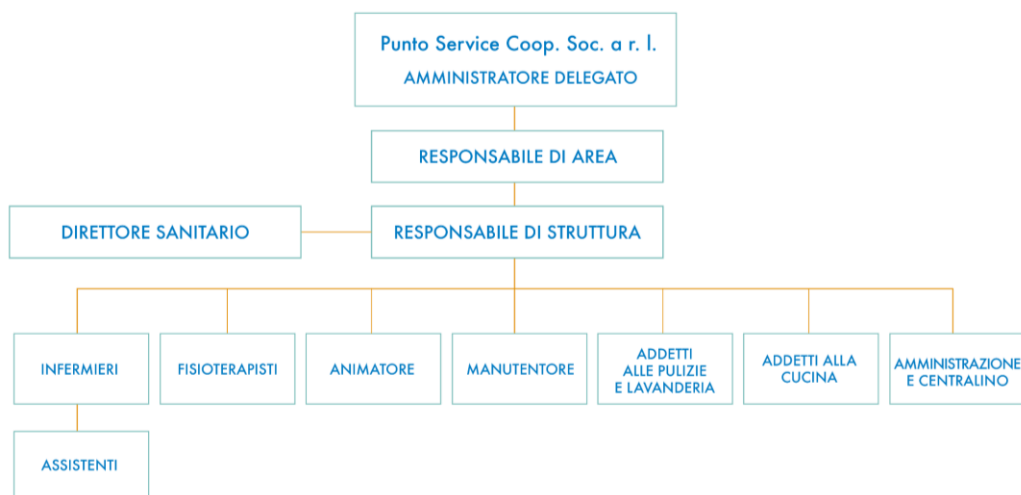 Punto Service Coop. Soc. a r. l.
AMMINISTRATORE DELEGATO
RESPONSABILE DI AREA
DIRETTORE SANITARIO
RESPONSABILE DI STRUTTURA
INFERMIERI
FISIOTERAPISTI
ANIMATORE
MANUTENTORE
ADDETTI
ALLE PULIZIE
E LAVANDERIA
ADDETTI ALLA
CUCINA
AMMINISTRAZIONE
E CENTRALINO
ASSISTENTI